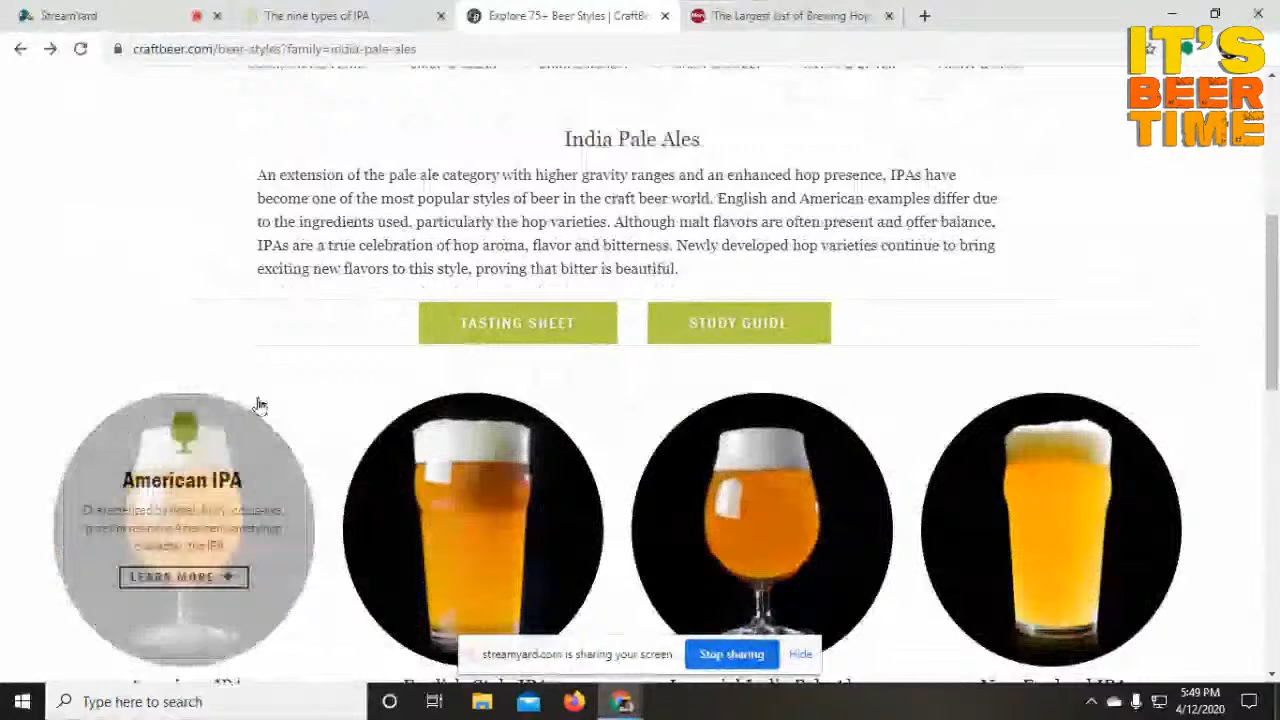 StreamYard
The nine types of IPA
Explore 75+ Beer Styles | CraftBe
The Largest List of Brewing Hop
craftbeer.com/beer-styles?family=india-pale-ales
IT'S
BEER
TIME
India Pale Ales
An extension of the pale ale category with higher gravity ranges and an enhanced hop presence, IPAs have
become one of the most popular styles of beer in the craft beer world. English and American examples differ due
to the ingredients used, particularly the hop varieties. Although malt flavors are often present and offer balance,
IPAs are a true celebration of hop aroma, flavor and bitterness. Newly developed hop varieties continue to bring
exciting new flavors to this style, proving that bitter is beautiful.
TASTING SHEET
STUDY GUIDE
American IPA
LEARN MORE
streamyard.com is sharing your screen
Stop sharing
Hide
Type here to search
5:49 PM
4/12/2020